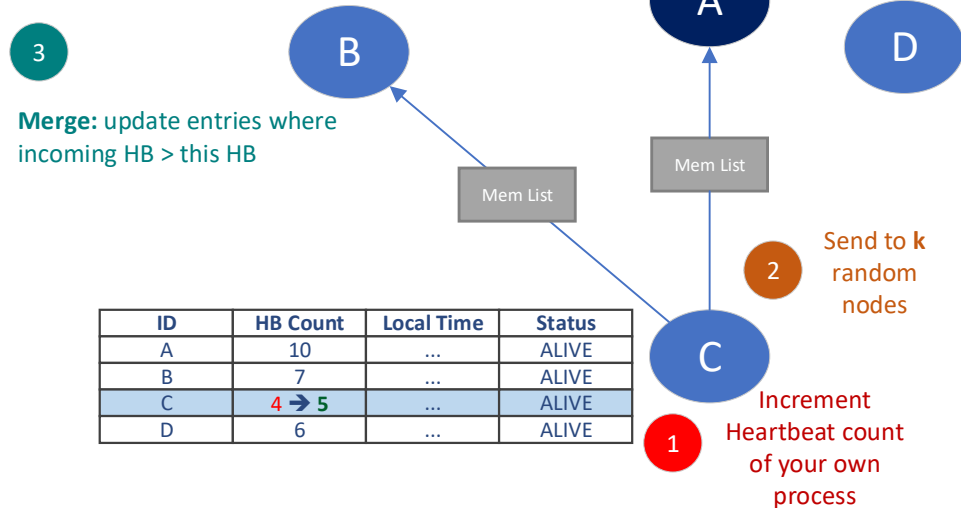 A
B
D
3
Merge: update entries where
incoming HB > this HB
Mem List
Mem List
Send to k
random
nodes
2
ID HB Count Local Time Status
A 10 ... ALIVE
B 7 ... ALIVE
C 4 ➔ 5 ... ALIVE
D 6 ... ALIVE
C
1
Increment
Heartbeat count
of your own
process